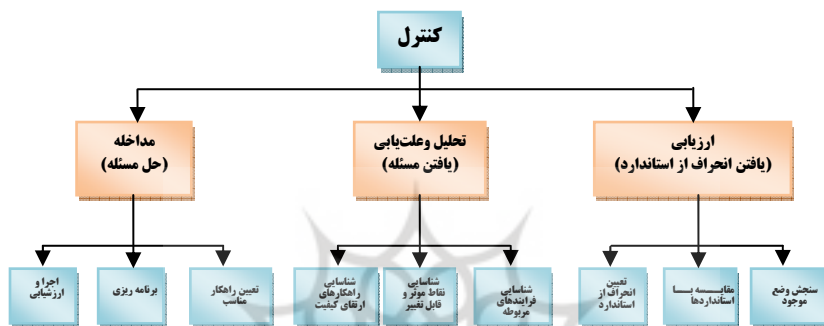 کنترل
ارزیابی
(یافتن انحراف از استاندارد)
تحلیل وعلت‌یابی
(یافتن مسئله)
مداخله
(حل مسئله)
سنجش وضع
موجود
مقایسه با
استانداردها
تعیین
انحراف از
استاندارد
شناسایی
فرایندهای
مربوطه
شناسایی
نقاط موثر و
قابل تغییر
شناسایی
راهکارهای
ارتقای کیفیت
تعیین راهکار
مناسب
برنامه ریزی
اجرا و
ارزشیابی